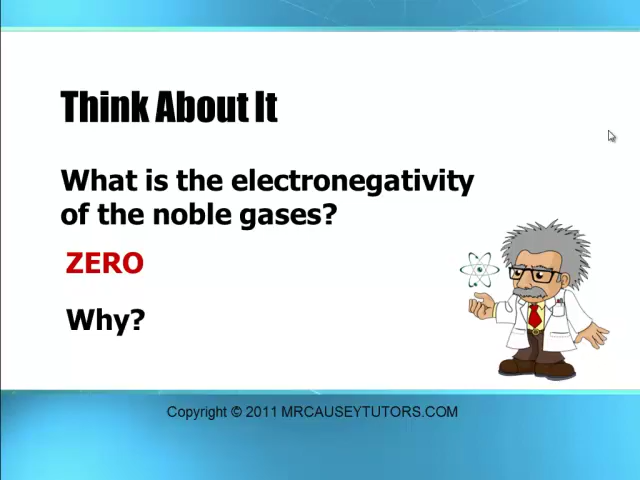 Think About It
What is the electronegativity
of the noble gases?
ZERO
Why?
Copyright © 2011 MRCAUSEYTUTORS.COM